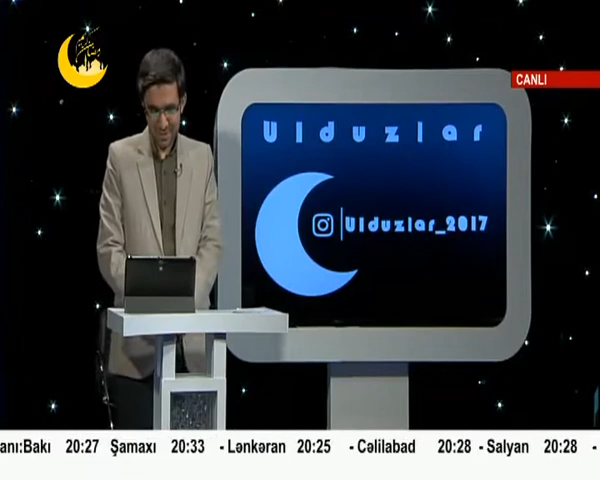 CANLI
Ulduzlar
Ulduzlar_2017
anı:Bakı 20:27 Şamaxı 20:33 - Lənkəran 20:25 - Cəlilabad 20:28 - Salyan 20:28 -